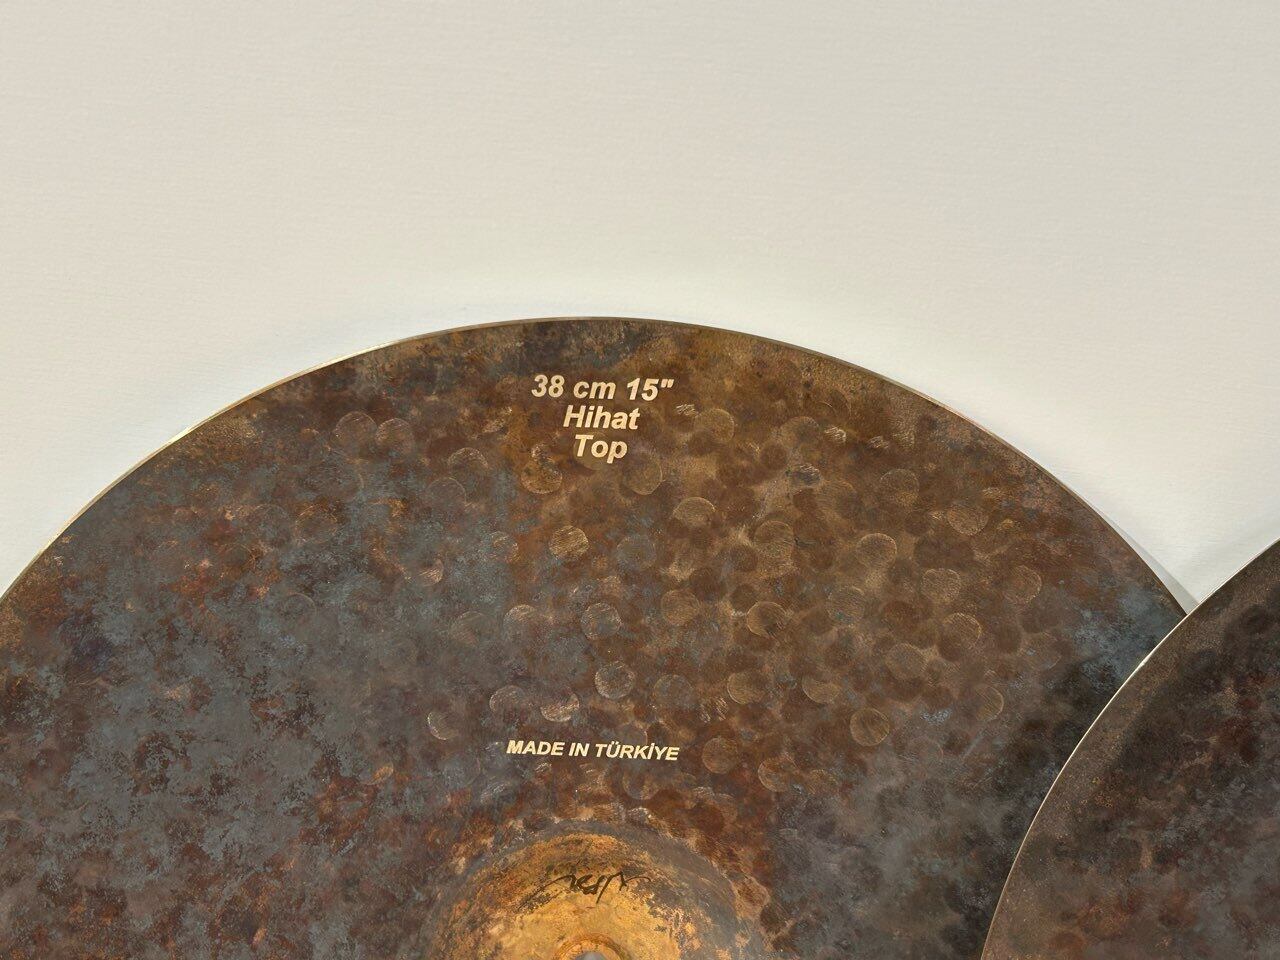 38 cm 15"
Hihat
Top
MADE IN TÜRKİYE